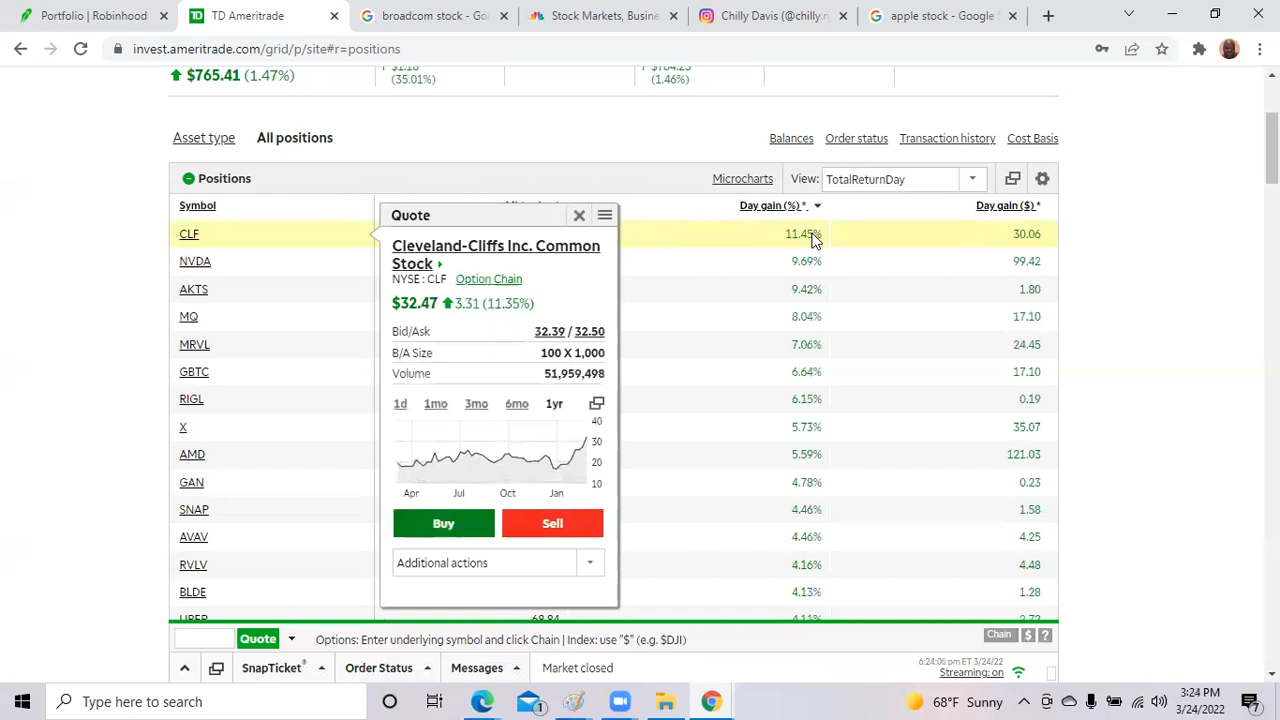 Portfolio | Robinhood
TD Ameritrade
broadcom stock - Go
Stock Market, Busine
Chilly Davis (@chilly.
apple stock - Google
invest.ameritrade.com/grid/p/site#r=positions
$765.41 (1.47%)
(35.01%)
(1.46%)
Asset type All positions Balances Order status Transaction history Cost Basis
Positions Microcharts View: TotalReturnDay
Symbol Day gain (%)* Day gain ($)*
CLF 11.45% 30.06
NVDA 9.69% 99.42
AKTS 9.42% 1.80
MQ 8.04% 17.10
MRVL 7.06% 24.45
GBTC 6.64% 17.10
RIGL 6.15% 0.19
X 5.73% 35.07
AMD 5.59% 121.03
GAN 4.78% 0.23
SNAP 4.46% 1.58
AVAV 4.46% 4.25
RVLV 4.16% 4.48
BLDE 4.13% 1.28
68.84 4.11% 2.72
Quote
Cleveland-Cliffs Inc. Common
Stock
NYSE : CLF Option Chain
$32.47 3.31 (11.35%)
Bid/Ask 32.39 / 32.50
B/A Size 100 X 1,000
Volume 51,959,498
1d 1mo 3mo 6mo 1yr
40
30
20
10
Apr Jul Oct Jan
Buy Sell
Additional actions
Quote Options: Enter underlying symbol and click Chain | Index: use "$" (e.g. $DJI) Chain $ ?
SnapTicket® Order Status Messages Market closed
6:24:06 pm ET 3/24/22
Streaming: on
Type here to search
1
68°F Sunny
3:24 PM
3/24/2022
7